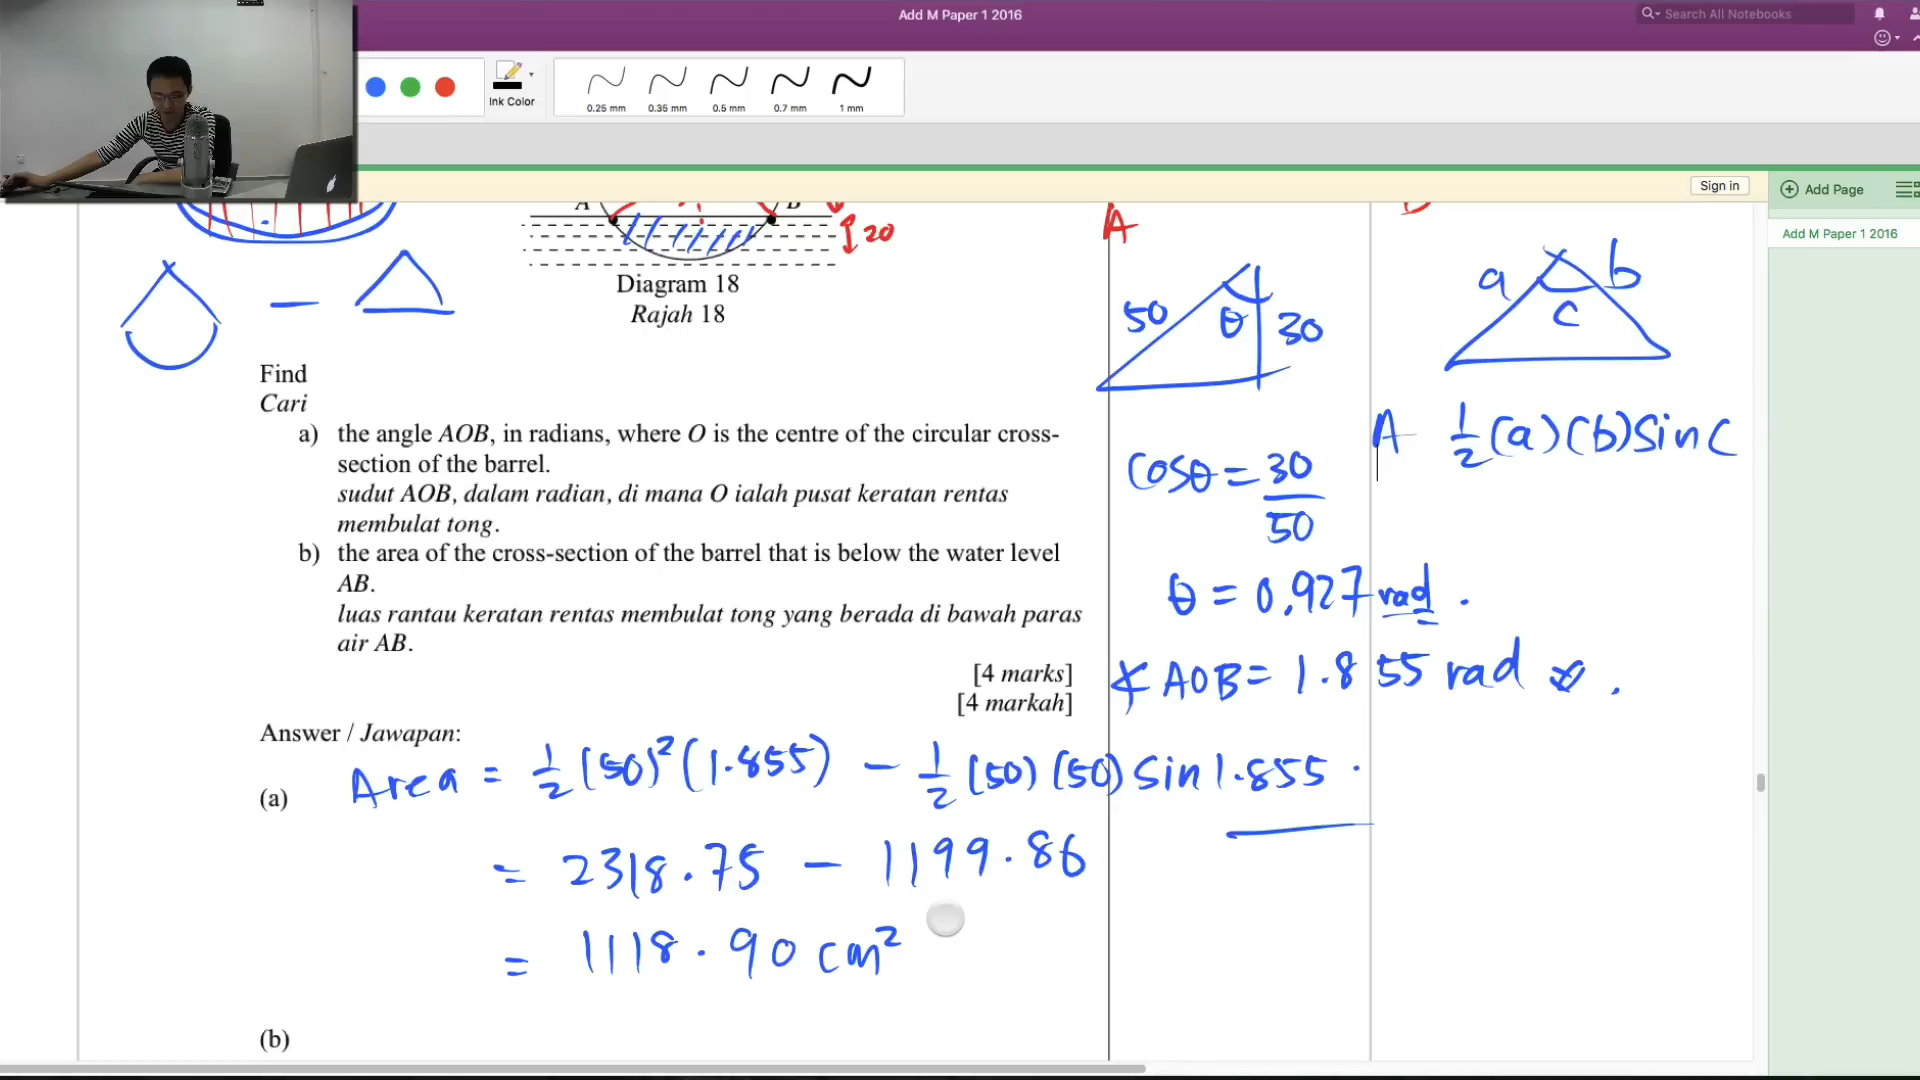 Add M Paper 1 2016
Search All Notebooks
Ink Color
0.25 mm
0.35 mm
0.5 mm
0.7 mm
1 mm
Sign in
Add Page
Add M Paper 1 2016
A B
20
Diagram 18
Rajah 18
A
50 θ 30
a b
c
Find
Cari
a) the angle AOB, in radians, where O is the centre of the circular cross-
section of the barrel.
sudut AOB, dalam radian, di mana O ialah pusat keratan rentas
membulat tong.
b) the area of the cross-section of the barrel that is below the water level
AB.
luas rantau keratan rentas membulat tong yang berada di bawah paras
air AB.
[4 marks]
[4 markah]
cosθ = 30/50
θ = 0.927 rad.
∠AOB = 1.855 rad
A ½(a)(b)sin C
Answer / Jawapan:
(a)
Area = ½(50)²(1.855) – ½(50)(50)sin1.855
= 2318.75 – 1199.86
= 1118.90 cm²
(b)